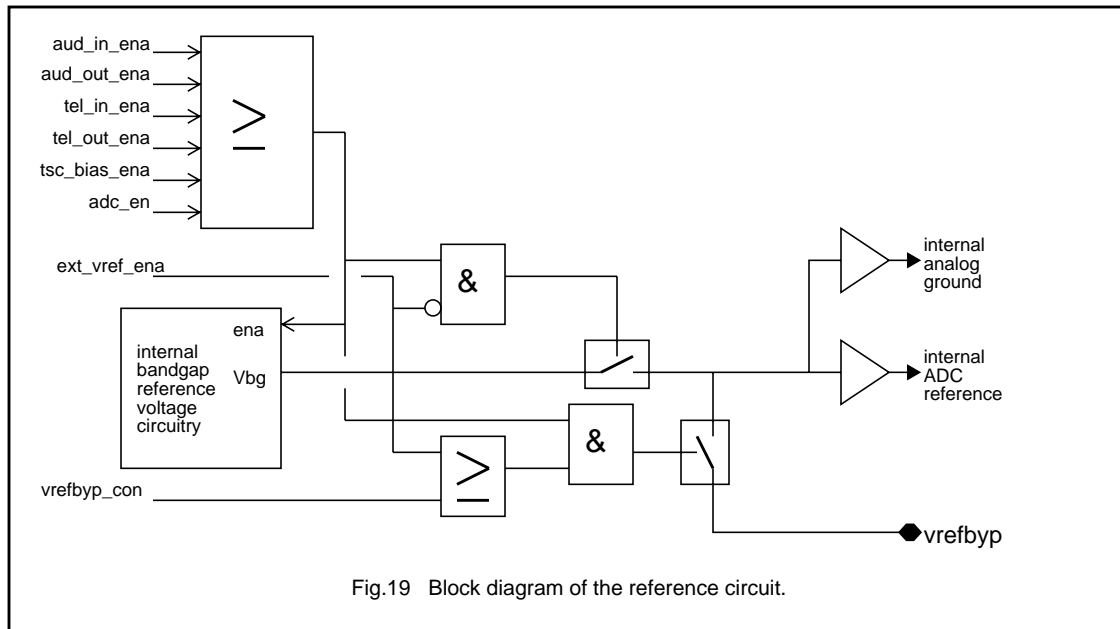 aud_in_ena
aud_out_ena
tel_in_ena
tel_out_ena
tsc_bias_ena
adc_en
≥
ext_vref_ena
&
internal
analog
ground
ena
internal
bandgap
reference
voltage
circuitry
Vbg
internal
ADC
reference
&
≥
vrefbyp_con
vrefbyp
Fig.19 Block diagram of the reference circuit.